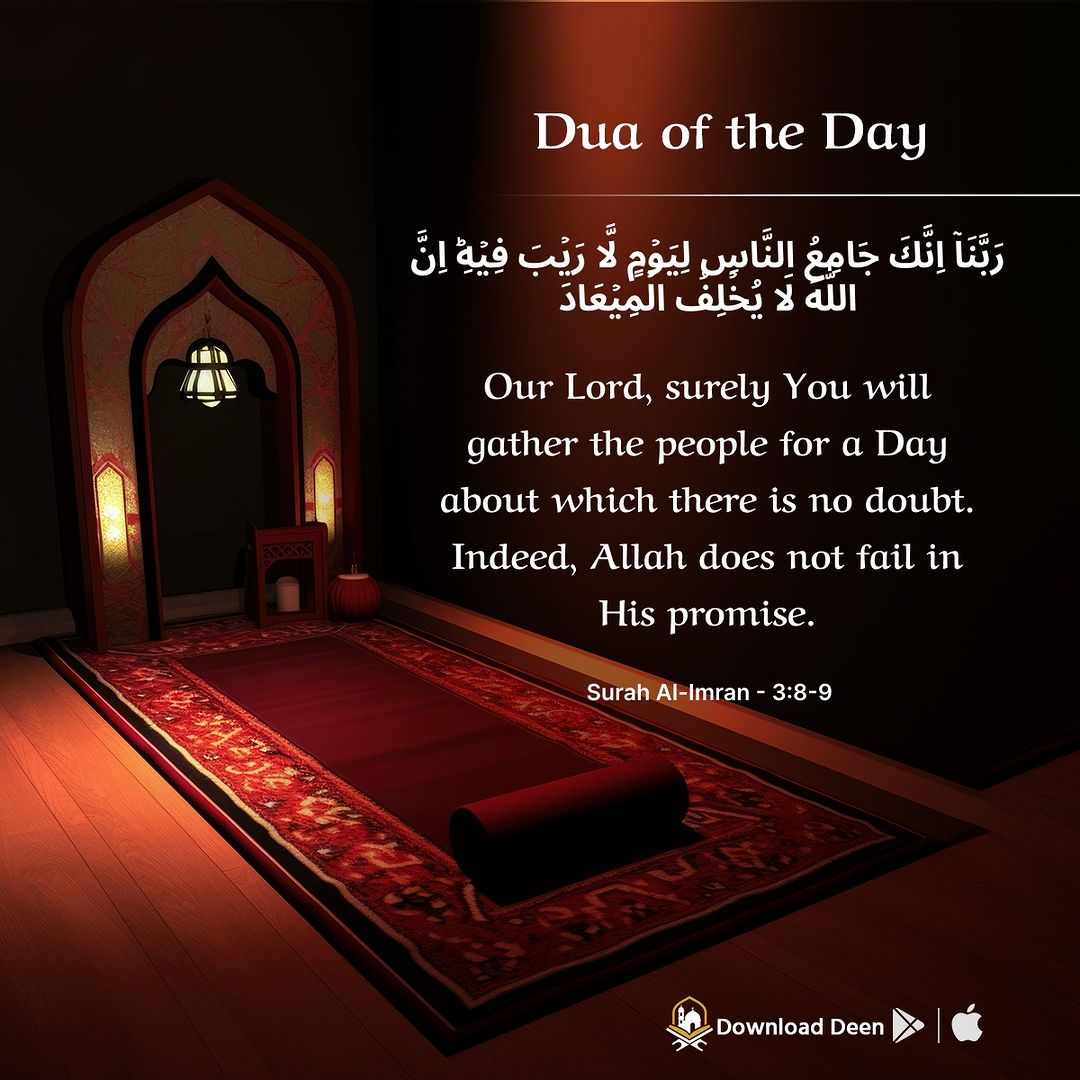 Dua of the Day
رَبَّنَآ اِنَّكَ جَامِعُ النَّاسِ لِيَوْمٍ لَّا رَيْبَ فِيْهِ ۗ اِنَّ
اللّٰهَ لَا يُخْلِفُ الْمِيْعَادَ
Our Lord, surely You will
gather the people for a Day
about which there is no doubt.
Indeed, Allah does not fail in
His promise.
Surah Al-Imran - 3:8-9
Download Deen